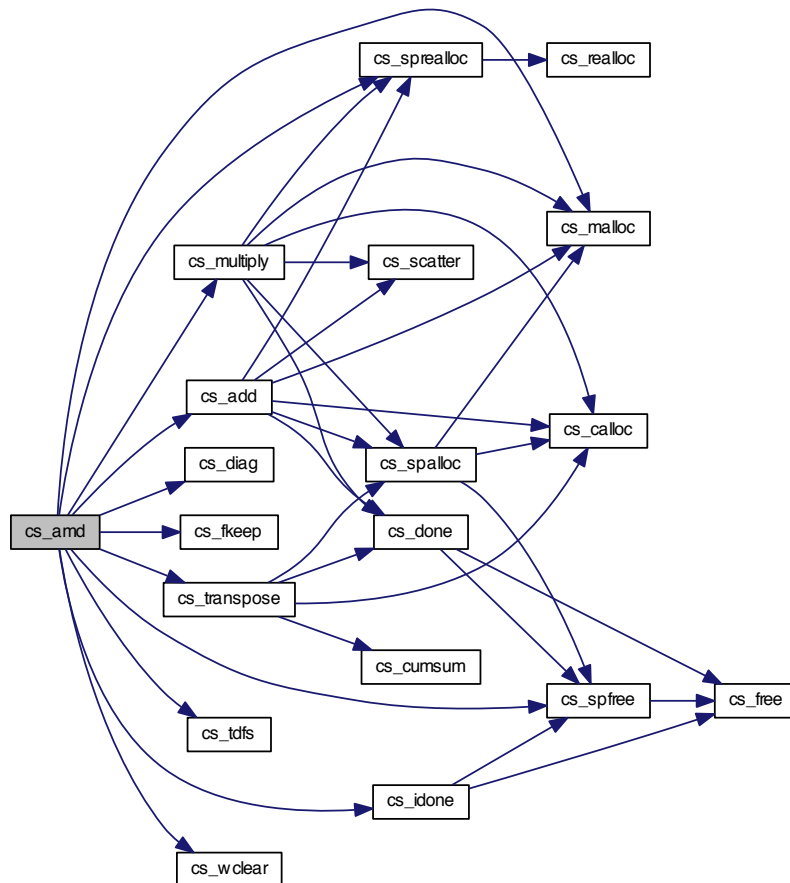 cs_sprealloc
cs_realloc
cs_malloc
cs_multiply
cs_scatter
cs_add
cs_calloc
cs_diag
cs_spalloc
cs_amd
cs_fkeep
cs_done
cs_transpose
cs_cumsum
cs_spfree
cs_free
cs_tdfs
cs_idone
cs_wclear